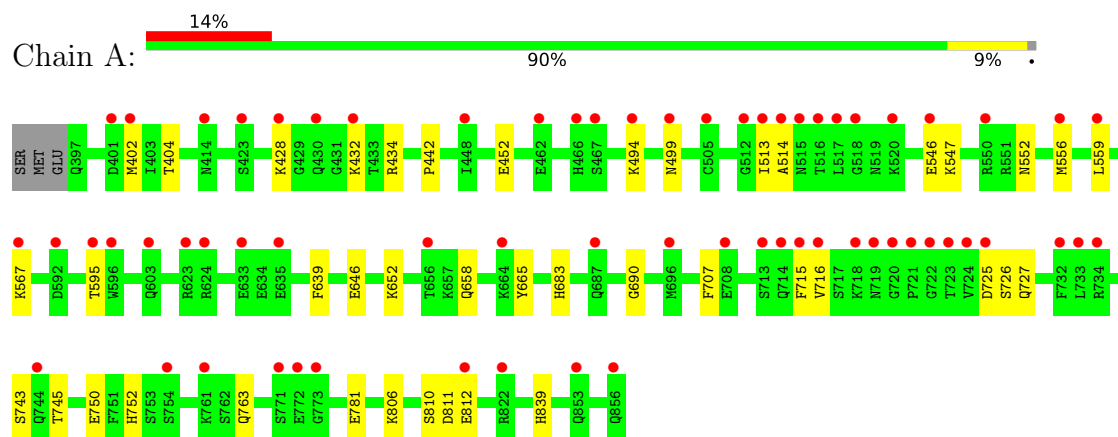 14%
Chain A:
90% 9% •
SER MET GLU Q397 D401 M402 I403 T404 N414 S423 K428 G429 Q430 G431 K432 T433 R434 P442 I448 E452 E462 H466 S467 K494 N499 C505 G512 I513 A514 N515 T516 L517 G518 N519 K520 E546 K547 R550 R551 N552 M556 L559
K567 D592 T595 W596 Q603 R623 R624 E633 E634 E635 F639 E646 K652 T656 K657 Q658 K664 Y665 H683 Q687 G690 M696 F707 E708 S713 Q714 F715 V716 S717 K718 N719 G720 P721 G722 T723 V724 D725 S726 Q727 F732 L733 R734
S743 Q744 T745 E750 F751 H752 S753 S754 K761 S762 Q763 S771 E772 G773 E781 K806 S810 D811 E812 R822 H839 Q853 Q856